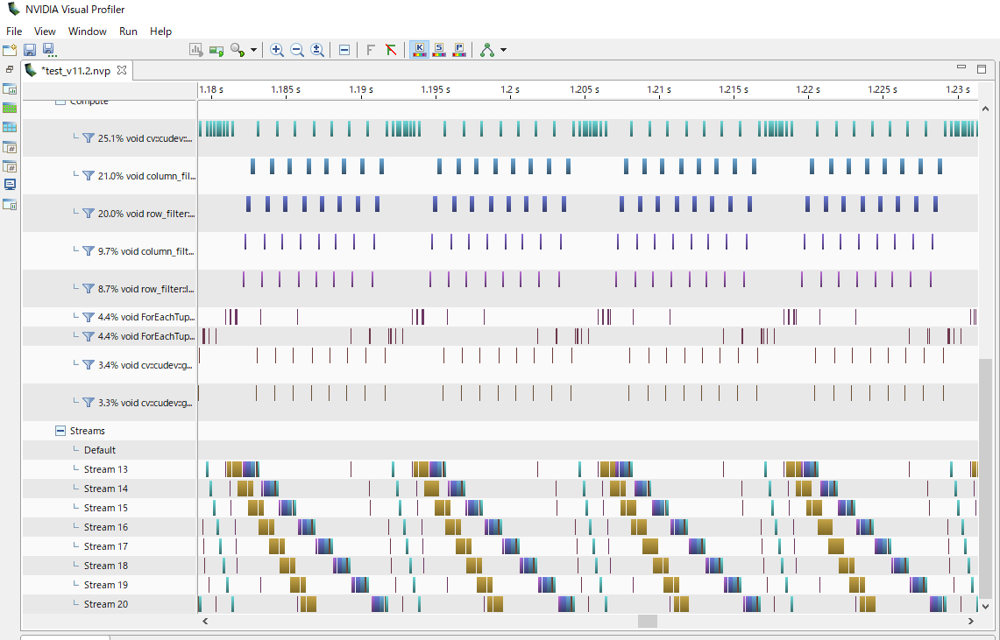 NVIDIA Visual Profiler
File View Window Run Help
*test_v11.2.nvp
1.18 s 1.185 s 1.19 s 1.195 s 1.2 s 1.205 s 1.21 s 1.215 s 1.22 s 1.225 s 1.23 s
Compute
25.1% void cv::cudev::...
21.0% void column_fil...
20.0% void row_filter:...
9.7% void column_filt...
8.7% void row_filter::l...
4.4% void ForEachTup...
4.4% void ForEachTup...
3.4% void cv::cudev::g...
3.3% void cv::cudev::g...
Streams
Default
Stream 13
Stream 14
Stream 15
Stream 16
Stream 17
Stream 18
Stream 19
Stream 20